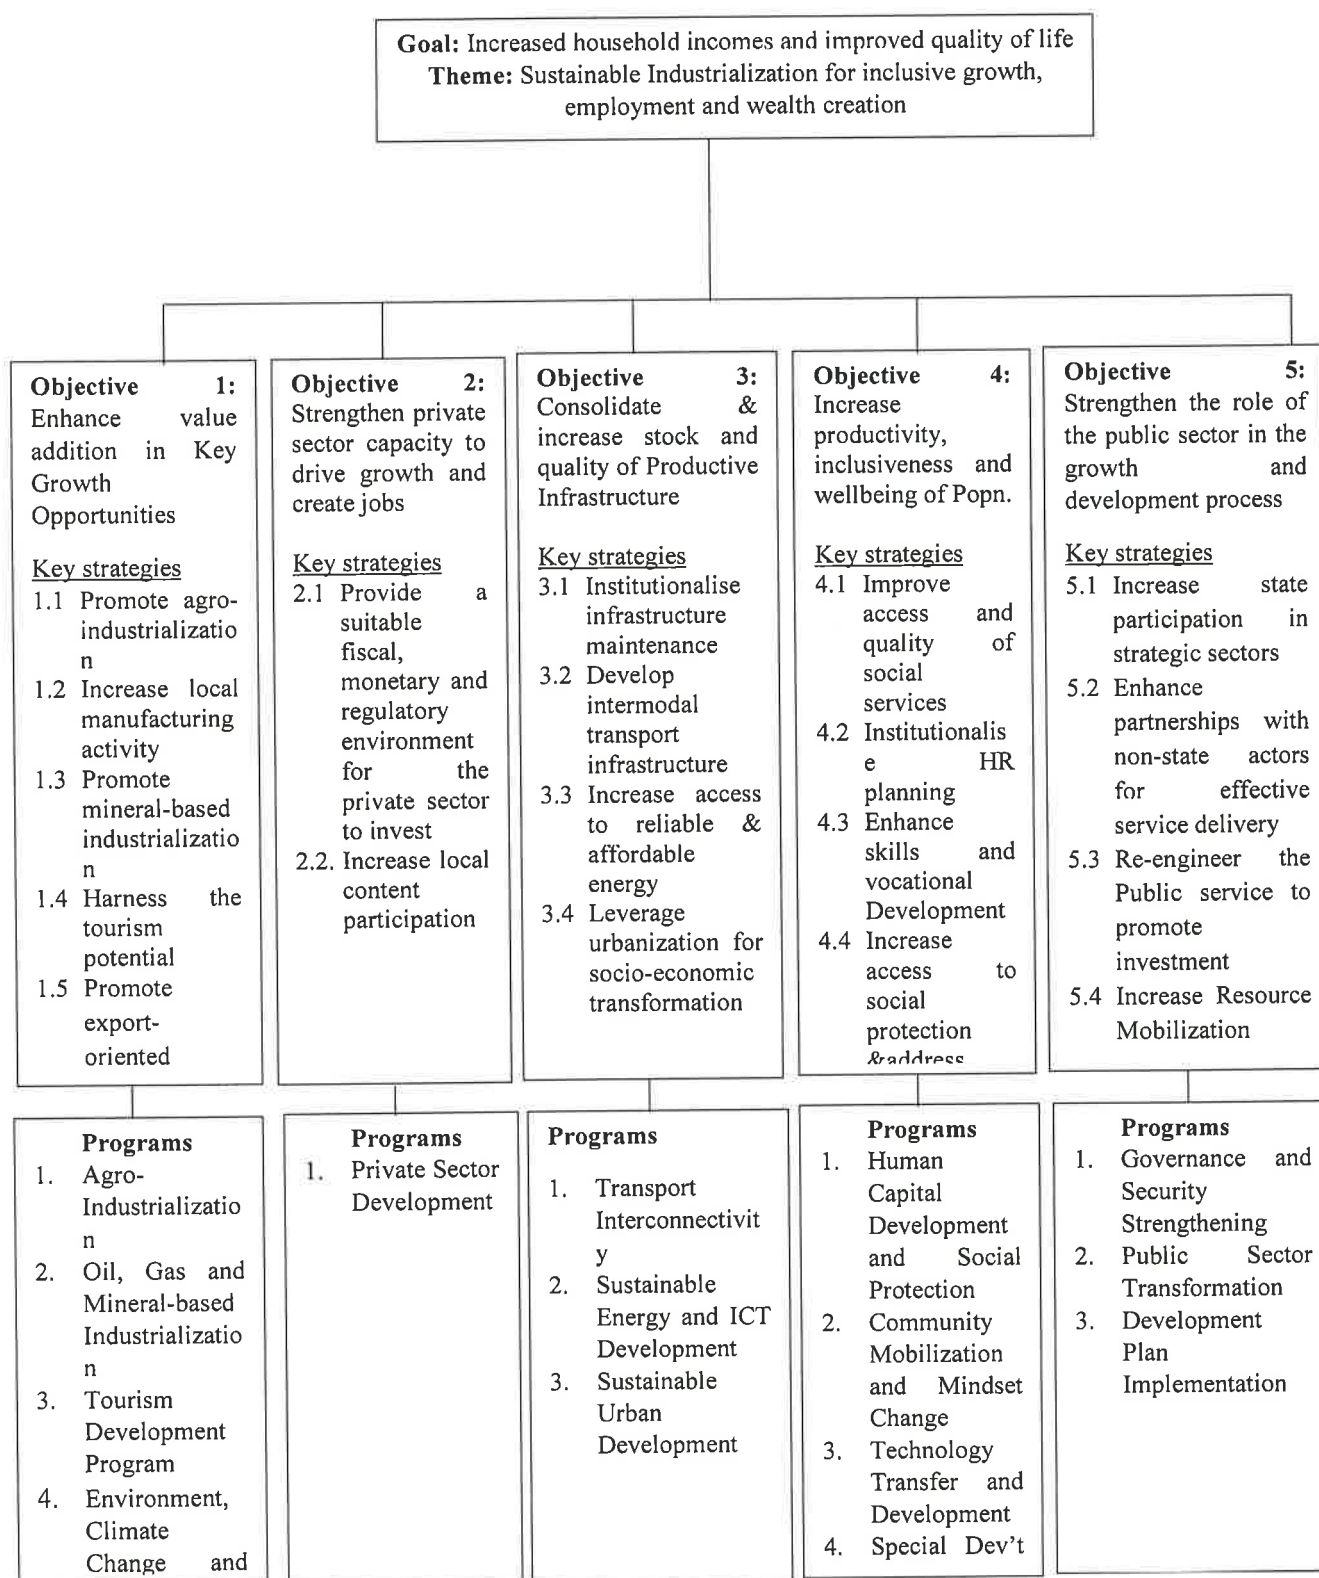 Goal: Increased household incomes and improved quality of life
Theme: Sustainable Industrialization for inclusive growth,
employment and wealth creation
Objective 1:
Enhance value
addition in Key
Growth
Opportunities
Key strategies
1.1 Promote agro-
industrializatio
n
1.2 Increase local
manufacturing
activity
1.3 Promote
mineral-based
industrializatio
n
1.4 Harness the
tourism
potential
1.5 Promote
export-
oriented
Objective 2:
Strengthen private
sector capacity to
drive growth and
create jobs
Key strategies
2.1 Provide a
suitable
fiscal,
monetary and
regulatory
environment
for the
private sector
to invest
2.2. Increase local
content
participation
Objective 3:
Consolidate &
increase stock and
quality of Productive
Infrastructure
Key strategies
3.1 Institutionalise
infrastructure
maintenance
3.2 Develop
intermodal
transport
infrastructure
3.3 Increase access
to reliable &
affordable
energy
3.4 Leverage
urbanization for
socio-economic
transformation
Objective 4:
Increase
productivity,
inclusiveness and
wellbeing of Popn.
Key strategies
4.1 Improve
access and
quality of
social
services
4.2 Institutionalis
e HR
planning
4.3 Enhance
skills and
vocational
Development
4.4 Increase
access to
social
protection
&address
Objective 5:
Strengthen the role of
the public sector in the
growth and
development process
Key strategies
5.1 Increase state
participation in
strategic sectors
5.2 Enhance
partnerships with
non-state actors
for effective
service delivery
5.3 Re-engineer the
Public service to
promote
investment
5.4 Increase Resource
Mobilization
Programs
1. Agro-
Industrializatio
n
2. Oil, Gas and
Mineral-based
Industrializatio
n
3. Tourism
Development
Program
4. Environment,
Climate
Change and
Programs
1. Private Sector
Development
Programs
1. Transport
Interconnectivit
y
2. Sustainable
Energy and ICT
Development
3. Sustainable
Urban
Development
Programs
1. Human
Capital
Development
and Social
Protection
2. Community
Mobilization
and Mindset
Change
3. Technology
Transfer and
Development
4. Special Dev't
Programs
1. Governance and
Security
Strengthening
2. Public Sector
Transformation
3. Development
Plan
Implementation